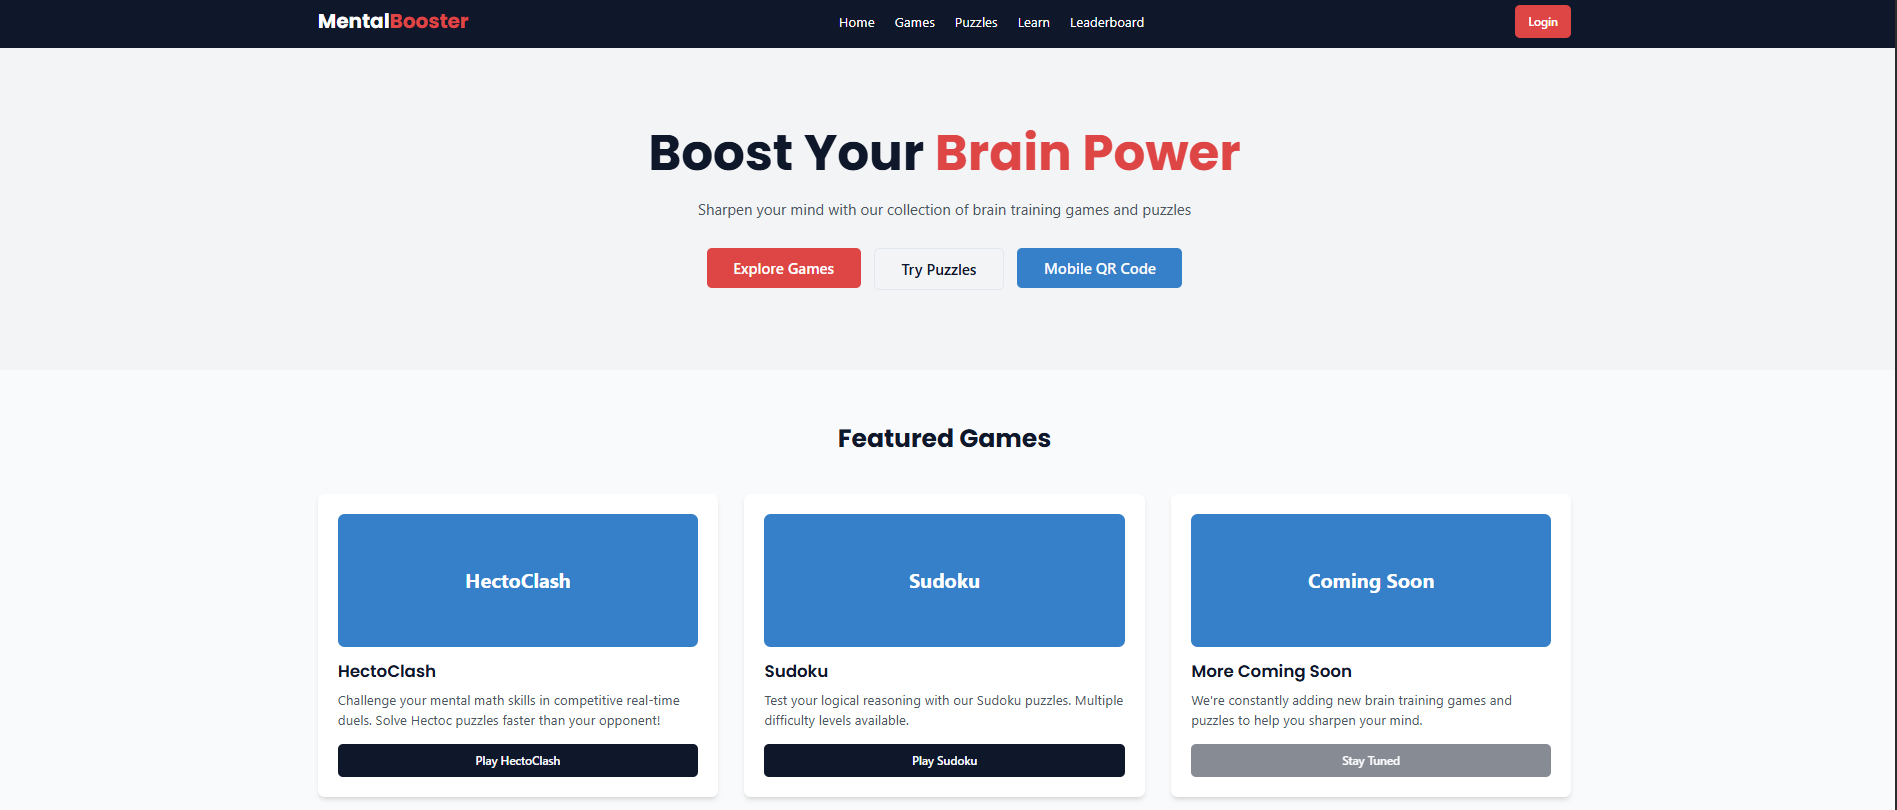 MentalBooster
Home Games Puzzles Learn Leaderboard
Login
Boost Your Brain Power
Sharpen your mind with our collection of brain training games and puzzles
Explore Games
Try Puzzles
Mobile QR Code
Featured Games
HectoClash
HectoClash
Challenge your mental math skills in competitive real-time
duels. Solve Hectoc puzzles faster than your opponent!
Play HectoClash
Sudoku
Sudoku
Test your logical reasoning with our Sudoku puzzles. Multiple
difficulty levels available.
Play Sudoku
Coming Soon
More Coming Soon
We're constantly adding new brain training games and
puzzles to help you sharpen your mind.
Stay Tuned